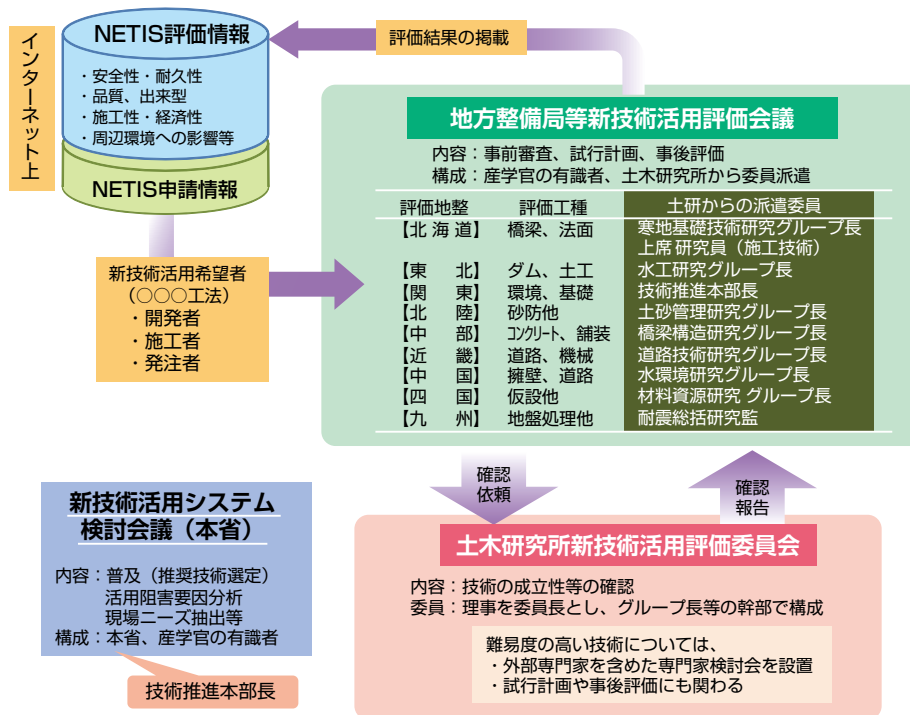 インターネット上
NETIS評価情報
・安全性・耐久性
・品質、出来型
・施工性・経済性
・周辺環境への影響等
NETIS申請情報
評価結果の掲載
新技術活用希望者
(○○○工法)
・開発者
・施工者
・発注者
地方整備局等新技術活用評価会議
内容:事前審査、試行計画、事後評価
構成:産学官の有識者、土木研究所から委員派遣
評価地整 評価工種 土研からの派遣委員
【北 海 道】 橋梁、法面 寒地基礎技術研究グループ長
上席研究員(施工技術)
【東 北】 ダム、土工 水工研究グループ長
【関 東】 環境、基礎 技術推進本部長
【北 陸】 砂防他 土砂管理研究グループ長
【中 部】 コンクリート、舗装 橋梁構造研究グループ長
【近 畿】 道路、機械 道路技術研究グループ長
【中 国】 擁壁、道路 水環境研究グループ長
【四 国】 仮設他 材料資源研究 グループ長
【九 州】 地盤処理他 耐震総括研究監
確認
依頼
確認
報告
新技術活用システム
検討会議(本省)
内容:普及(推奨技術選定)
活用阻害要因分析
現場ニーズ抽出等
構成:本省、産学官の有識者
技術推進本部長
土木研究所新技術活用評価委員会
内容:技術の成立性等の確認
委員:理事を委員長とし、グループ長等の幹部で構成
難易度の高い技術については、
・外部専門家を含めた専門家検討会を設置
・試行計画や事後評価にも関わる